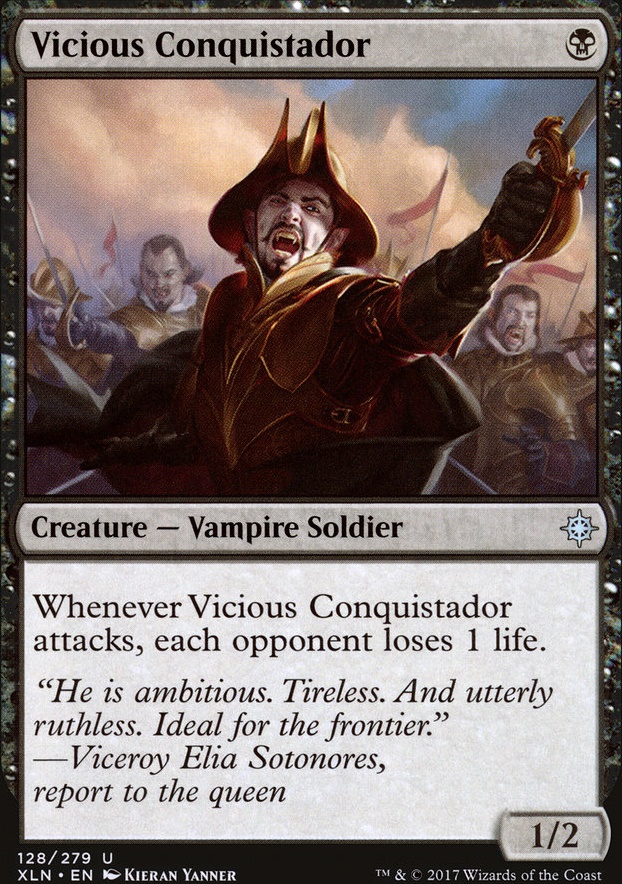 Vicious Conquistador
Creature — Vampire Soldier
Whenever Vicious Conquistador
attacks, each opponent loses 1 life.
“He is ambitious. Tireless. And utterly
ruthless. Ideal for the frontier.”
—Viceroy Elia Sotonores,
report to the queen
1/2
128/279 U
XLN • EN Kieran Yanner
™ & © 2017 Wizards of the Coast